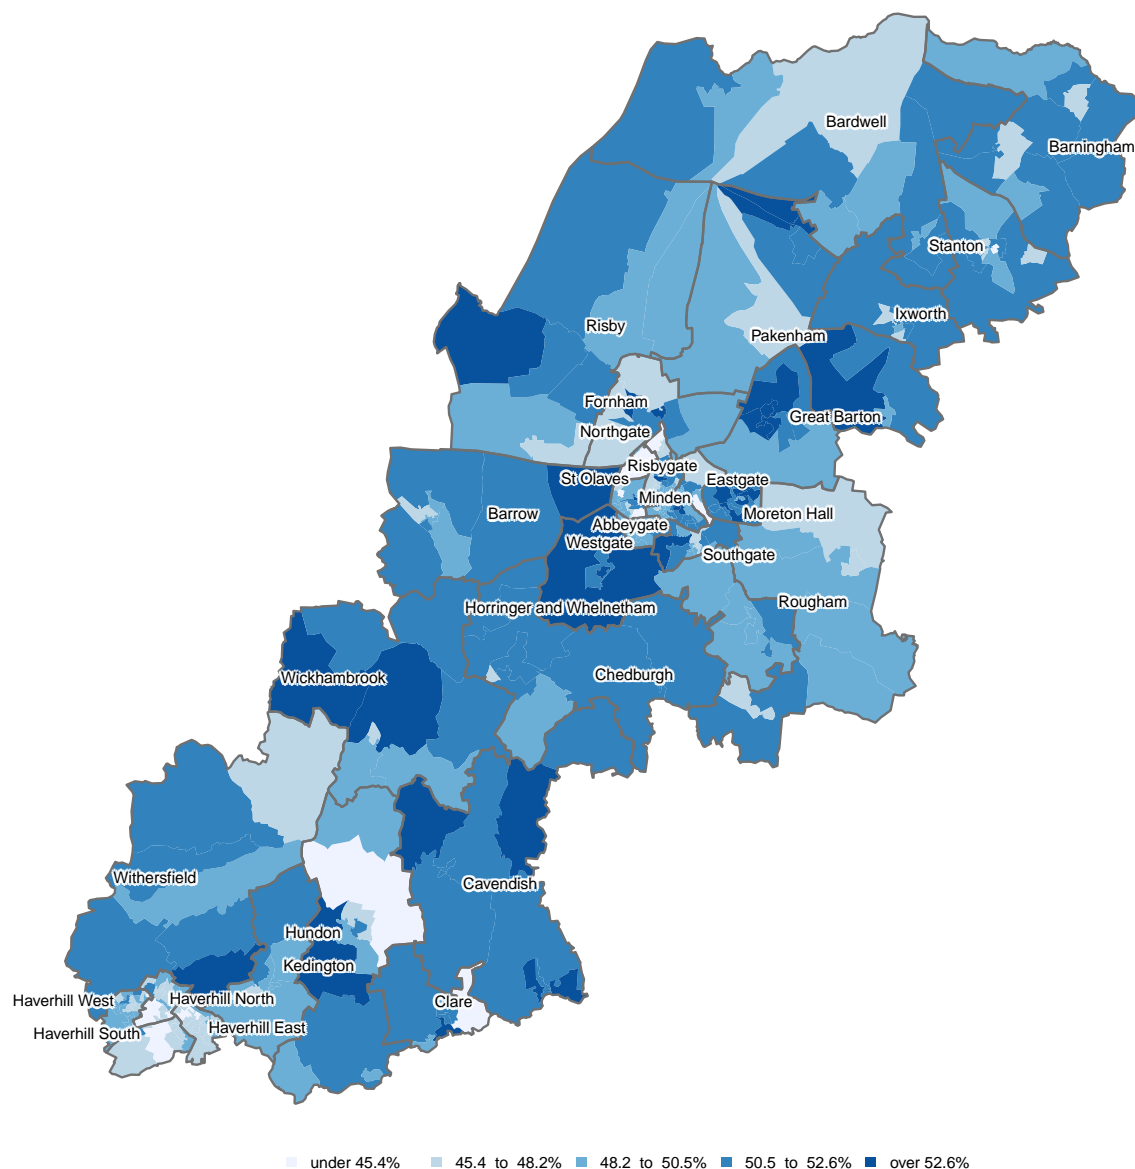 Bardwell
Barningham
Stanton
Ixworth
Risby
Pakenham
Fornham
Great Barton
Northgate
Risbygate
St Olaves
Eastgate
Minden
Barrow
Moreton Hall
Abbeygate
Westgate
Southgate
Rougham
Horringer and Whelnetham
Chedburgh
Wickhambrook
Withersfield
Cavendish
Hundon
Kedington
Haverhill West
Haverhill North
Clare
Haverhill South
Haverhill East
under 45.4%
45.4 to 48.2%
48.2 to 50.5%
50.5 to 52.6%
over 52.6%